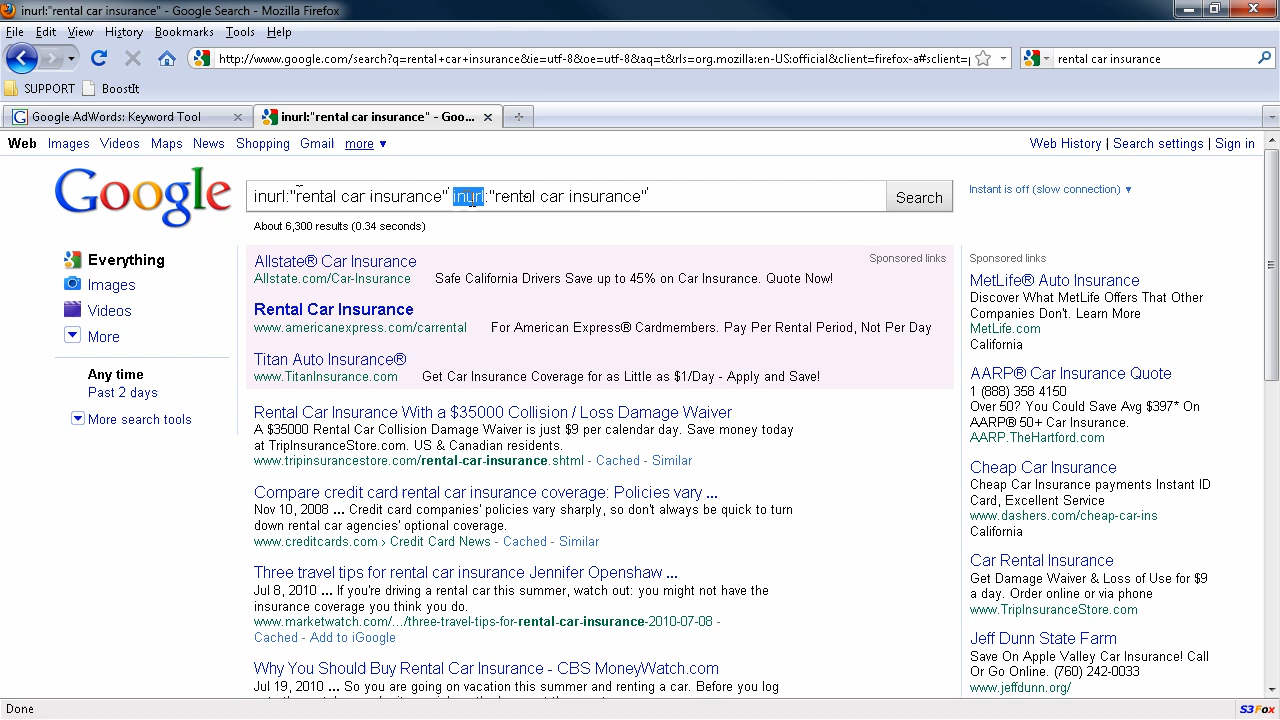 inurl:"rental car insurance" - Google Search - Mozilla Firefox
File Edit View History Bookmarks Tools Help
http://www.google.com/search?q=rental+car+insurance&ie=utf-8&oe=utf-8&aq=t&rls=org.mozilla:en-US:official&client=firefox-a#sclient=p
rental car insurance
SUPPORT BoostIt
Google AdWords: Keyword Tool
inurl:"rental car insurance" - Goo...
Web Images Videos Maps News Shopping Gmail more ▼
Web History | Search settings | Sign in
Google
inurl:"rental car insurance" inurl:"rental car insurance"
Search
Instant is off (slow connection) ▼
About 6,300 results (0.34 seconds)
Everything
Images
Videos
More
Any time
Past 2 days
More search tools
Sponsored links
Allstate® Car Insurance
Allstate.com/Car-Insurance Safe California Drivers Save up to 45% on Car Insurance Quote Now!
Rental Car Insurance
www.americanexpress.com/carrental For American Express® Cardmembers. Pay Per Rental Period, Not Per Day
Titan Auto Insurance®
www.TitanInsurance.com Get Car Insurance Coverage for as Little as $1/Day - Apply and Save!
Rental Car Insurance With a $35000 Collision / Loss Damage Waiver
A $35000 Rental Car Collision Damage Waiver is just $9 per calendar day. Save money today
at TripInsuranceStore.com. US & Canadian residents.
www.tripinsurancestore.com/rental-car-insurance.shtml - Cached - Similar
Compare credit card rental car insurance coverage: Policies vary ...
Nov 10, 2008 ... Credit card companies' policies vary sharply, so don't always be quick to turn
down rental car agencies' optional coverage.
www.creditcards.com › Credit Card News - Cached - Similar
Three travel tips for rental car insurance Jennifer Openshaw ...
Jul 8, 2010 ... If you're driving a rental car this summer, watch out: you might not have the
insurance coverage you think you do.
www.marketwatch.com/.../three-travel-tips-for-rental-car-insurance-2010-07-08 -
Cached - Add to iGoogle
Why You Should Buy Rental Car Insurance - CBS MoneyWatch.com
Jul 19, 2010 ... So you are going on vacation this summer and renting a car. Before you log
Sponsored links
MetLife® Auto Insurance
Discover What MetLife Offers That Other
Companies Don't. Learn More
MetLife.com
California
AARP® Car Insurance Quote
1 (888) 358 4150
Over 50? You Could Save Avg $397* On
AARP® 50+ Car Insurance.
AARP.TheHartford.com
Cheap Car Insurance
Cheap Car Insurance payments Instant ID
Card, Excellent Service
www.dashers.com/cheap-car-ins
California
Car Rental Insurance
Get Damage Waiver & Loss of Use for $9
a day. Order online or via phone
www.TripInsuranceStore.com
Jeff Dunn State Farm
Save On Apple Valley Car Insurance! Call
Or Go Online. (760) 242-0033
www.jeffdunn.org/
Done
S3Fox